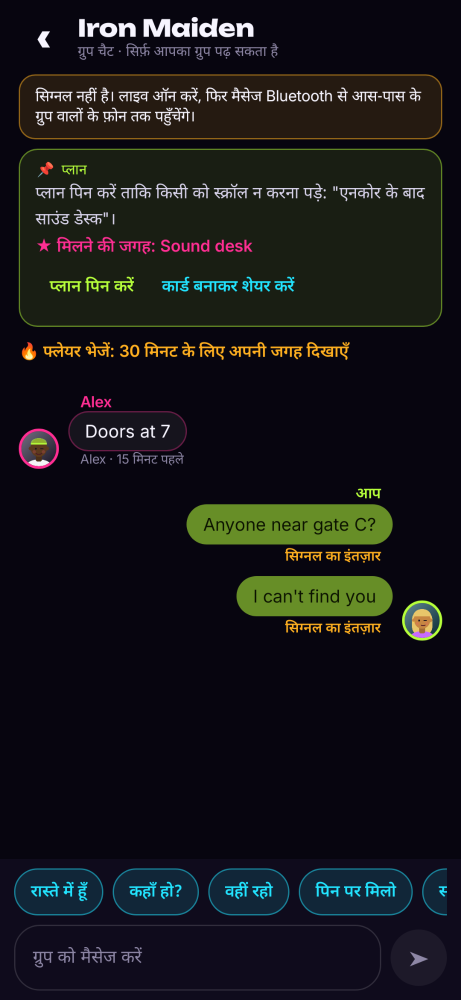 Iron Maiden
ग्रुप चैट · सिर्फ़ आपका ग्रुप पढ़ सकता है
सिग्नल नहीं है। लाइव ऑन करें, फिर मैसेज Bluetooth से आस-पास के
ग्रुप वालों के फ़ोन तक पहुँचेंगे।
📌 प्लान
प्लान पिन करें ताकि किसी को स्क्रॉल न करना पड़े: "एनकोर के बाद
साउंड डेस्क"।
★ मिलने की जगह: Sound desk
प्लान पिन करें कार्ड बनाकर शेयर करें
🔥 फ्लेयर भेजें: 30 मिनट के लिए अपनी जगह दिखाएँ
Alex
Doors at 7
Alex · 15 मिनट पहले
आप
Anyone near gate C?
सिग्नल का इंतज़ार
I can't find you
सिग्नल का इंतज़ार
रास्ते में हूँ कहाँ हो? वहीं रहो पिन पर मिलो
ग्रुप को मैसेज करें